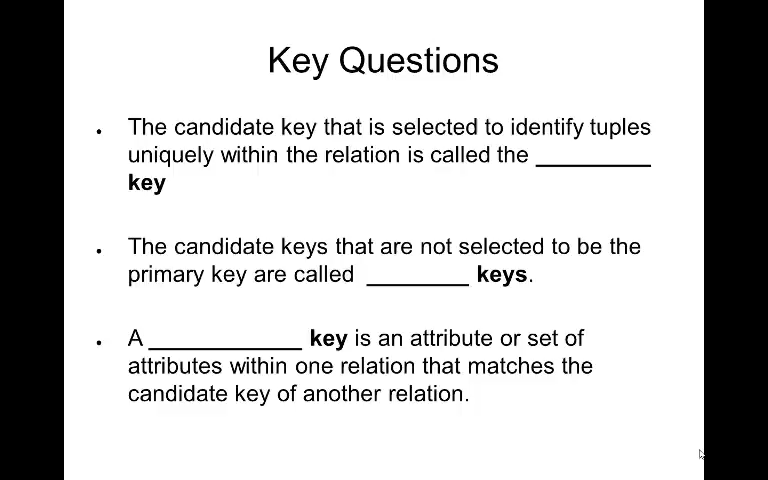 Key Questions
• The candidate key that is selected to identify tuples
uniquely within the relation is called the _________
key
• The candidate keys that are not selected to be the
primary key are called ________ keys.
• A ____________ key is an attribute or set of
attributes within one relation that matches the
candidate key of another relation.